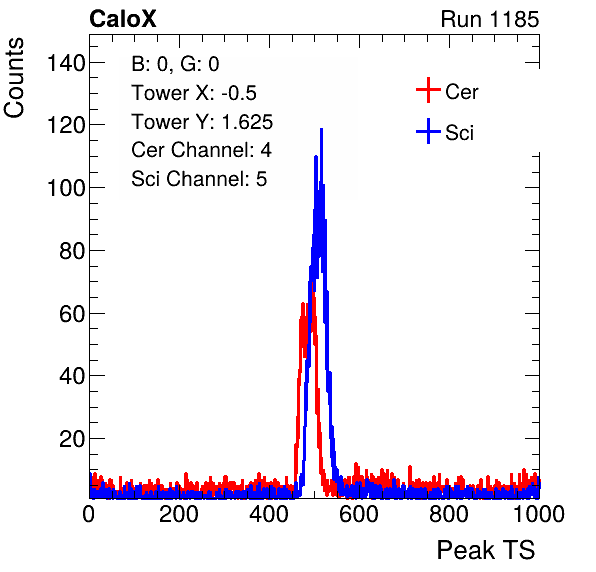 CaloX Run 1185
Counts
B: 0, G: 0
Tower X: -0.5
Tower Y: 1.625
Cer Channel: 4
Sci Channel: 5
Cer
Sci
140
120
100
80
60
40
20
0 200 400 600 800 1000
Peak TS